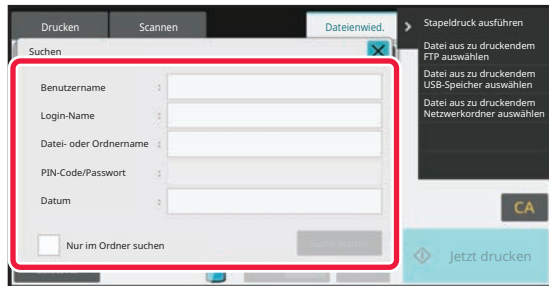 Drucken
Scannen
Dateienwied.
Suchen
Benutzername :
Login-Name :
Datei- oder Ordnername :
PIN-Code/Passwort :
Datum :
Nur im Ordner suchen
Stapeldruck ausführen
Datei aus zu druckendem
FTP auswählen
Datei aus zu druckendem
USB-Speicher auswählen
Datei aus zu druckendem
Netzwerkordner auswählen
CA
Jetzt drucken